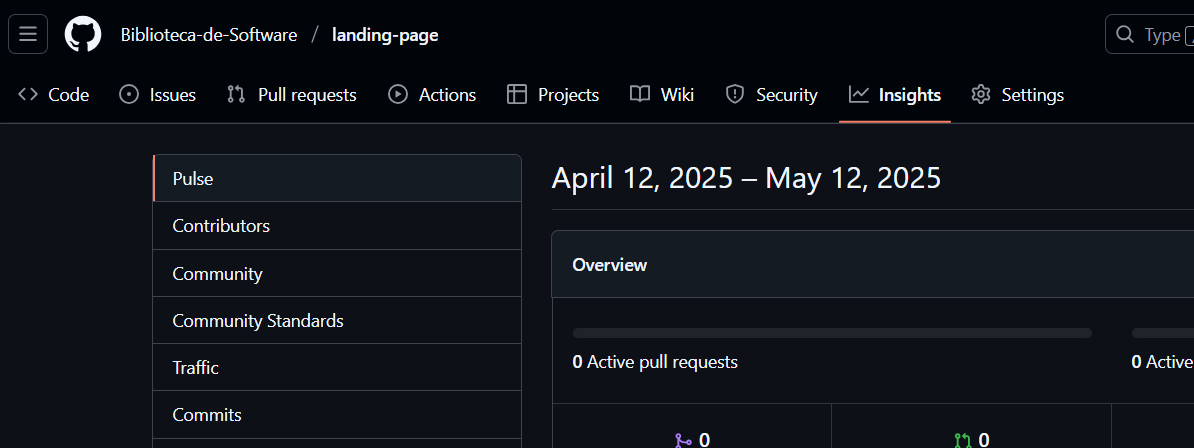 Biblioteca-de-Software / landing-page
Type
Code Issues Pull requests Actions Projects Wiki Security Insights Settings
Pulse
Contributors
Community
Community Standards
Traffic
Commits
April 12, 2025 – May 12, 2025
Overview
0 Active pull requests
0 Active
0
0